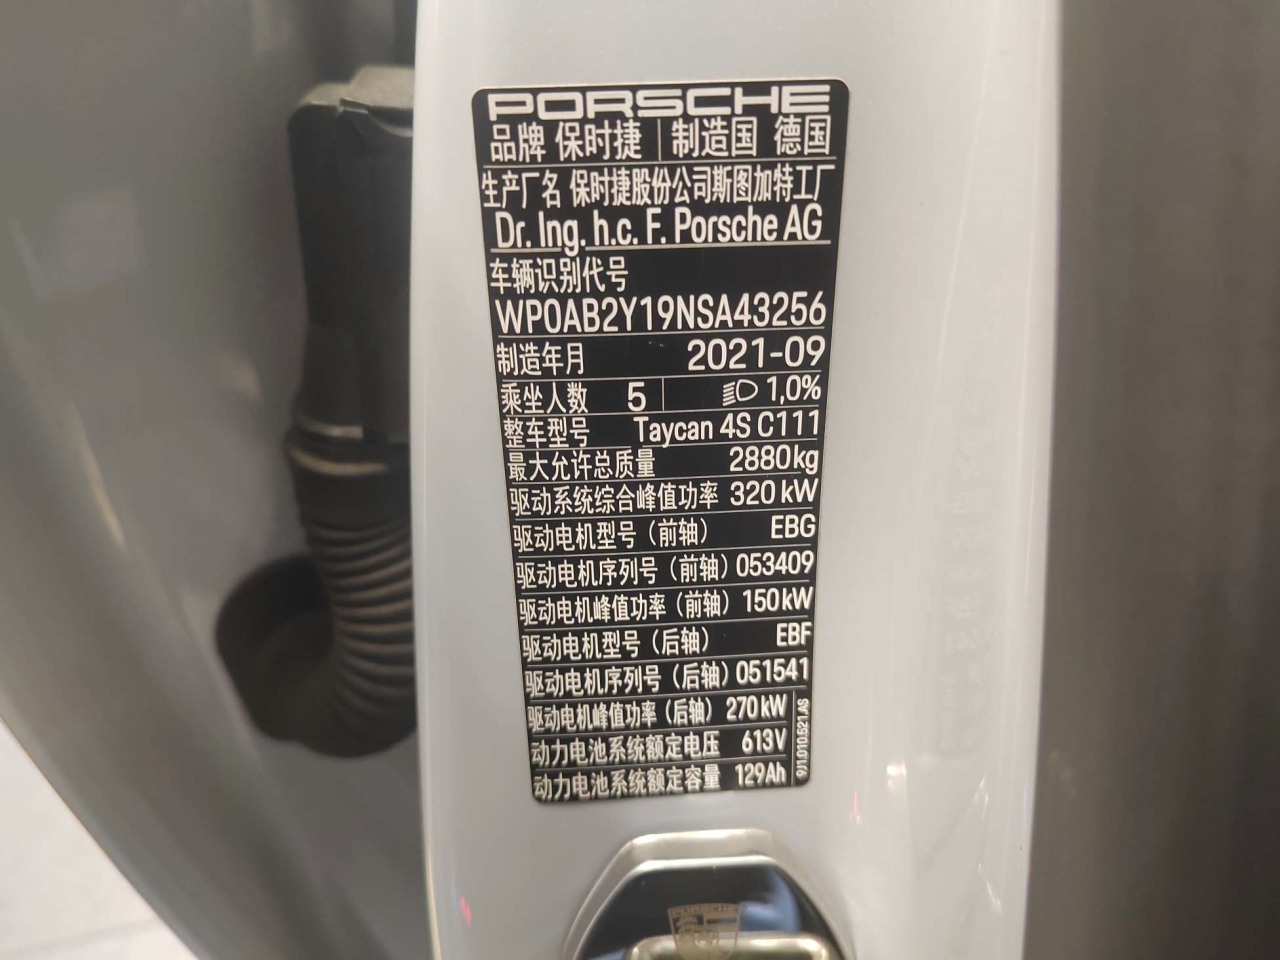 PORSCHE
品牌 保时捷 制造国 德国
生产厂名 保时捷股份公司斯图加特工厂
Dr. Ing. h.c. F. Porsche AG
车辆识别代号
WP0AB2Y19NSA43256
制造年月 2021-09
乘坐人数 5 1,0%
整车型号 Taycan 4S C111
最大允许总质量 2880kg
驱动系统综合峰值功率 320 kW
驱动电机型号（前轴） EBG
驱动电机序列号（前轴） 053409
驱动电机峰值功率（前轴） 150kW
驱动电机型号（后轴） EBF
驱动电机序列号（后轴） 051541
驱动电机峰值功率（后轴） 270kW
动力电池系统额定电压 613V
动力电池系统额定容量 129Ah
9J1.010.621.AS
PORSCHE